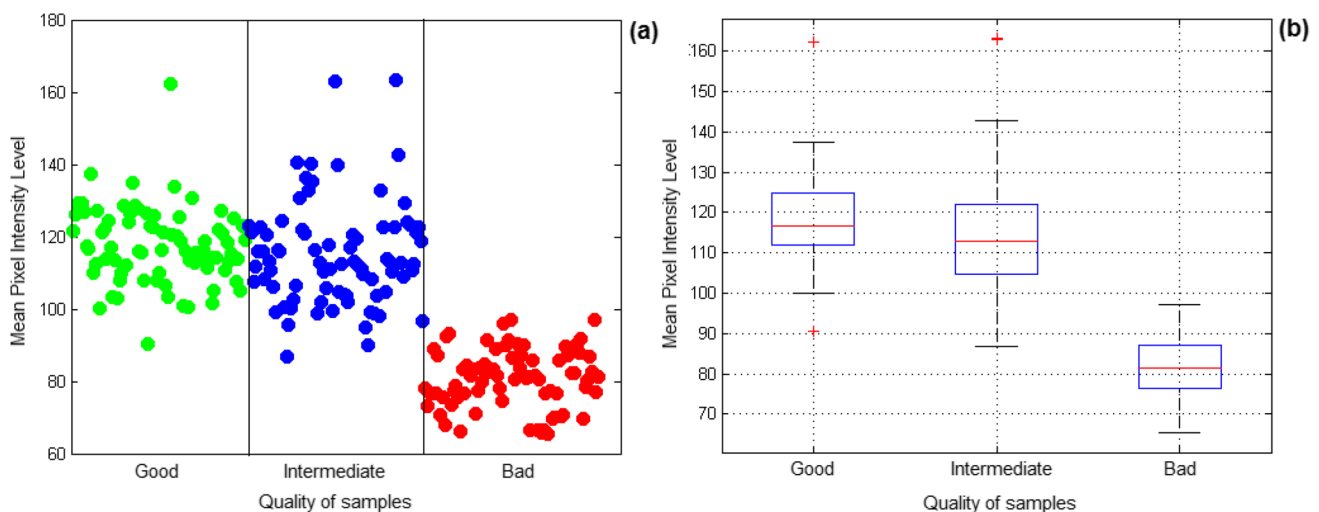 (a)
180
160
140
120
100
80
60
Mean Pixel Intensity Level
Good Intermediate Bad
Quality of samples
(b)
160
150
140
130
120
110
100
90
80
70
Mean Pixel Intensity Level
Good Intermediate Bad
Quality of samples